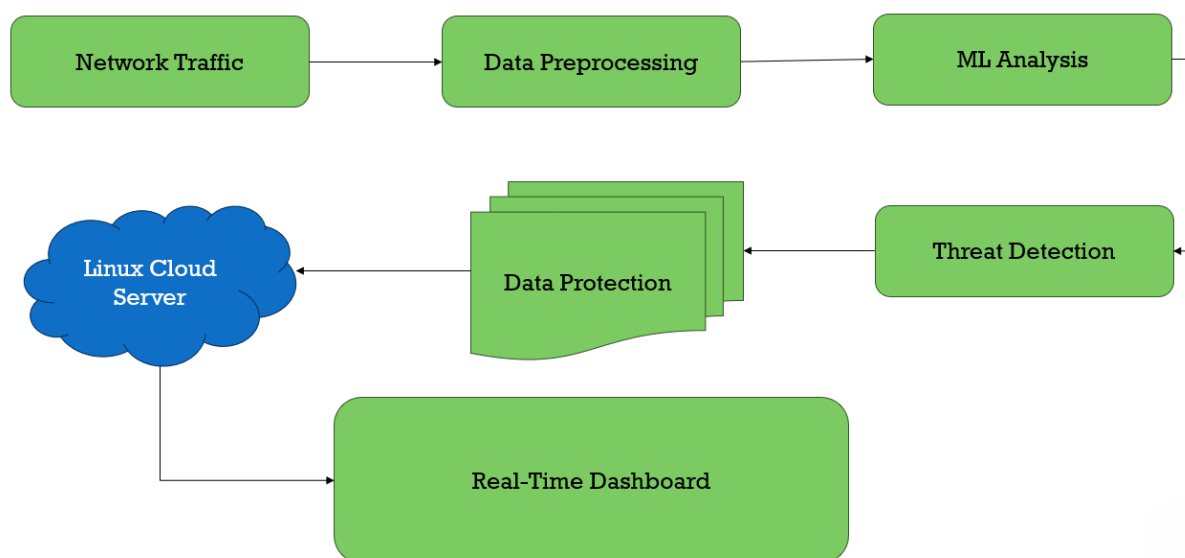 Network Traffic
Data Preprocessing
ML Analysis
Linux Cloud
Server
Data Protection
Threat Detection
Real-Time Dashboard